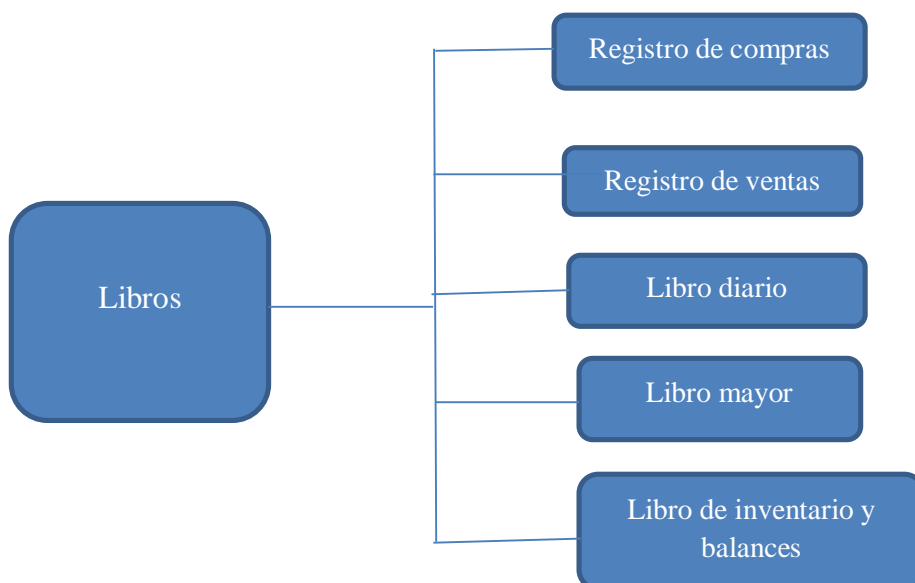 Libros
Registro de compras
Registro de ventas
Libro diario
Libro mayor
Libro de inventario y
balances